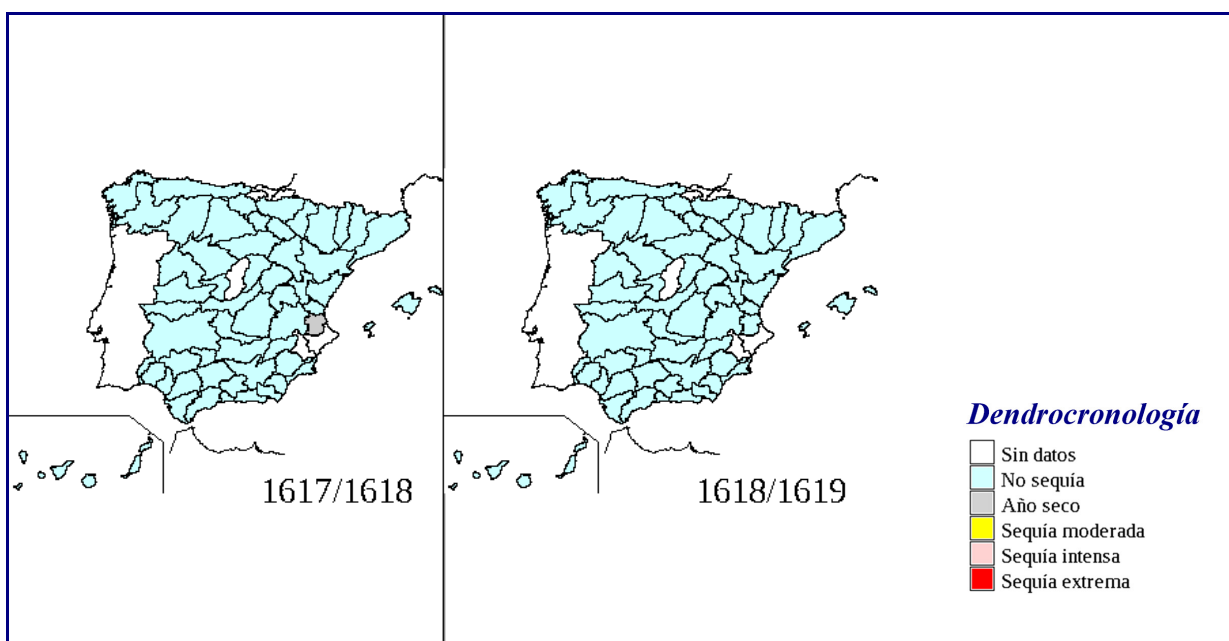 1617/1618
1618/1619
Dendrocronología
Sin datos
No sequía
Año seco
Sequía moderada
Sequía intensa
Sequía extrema